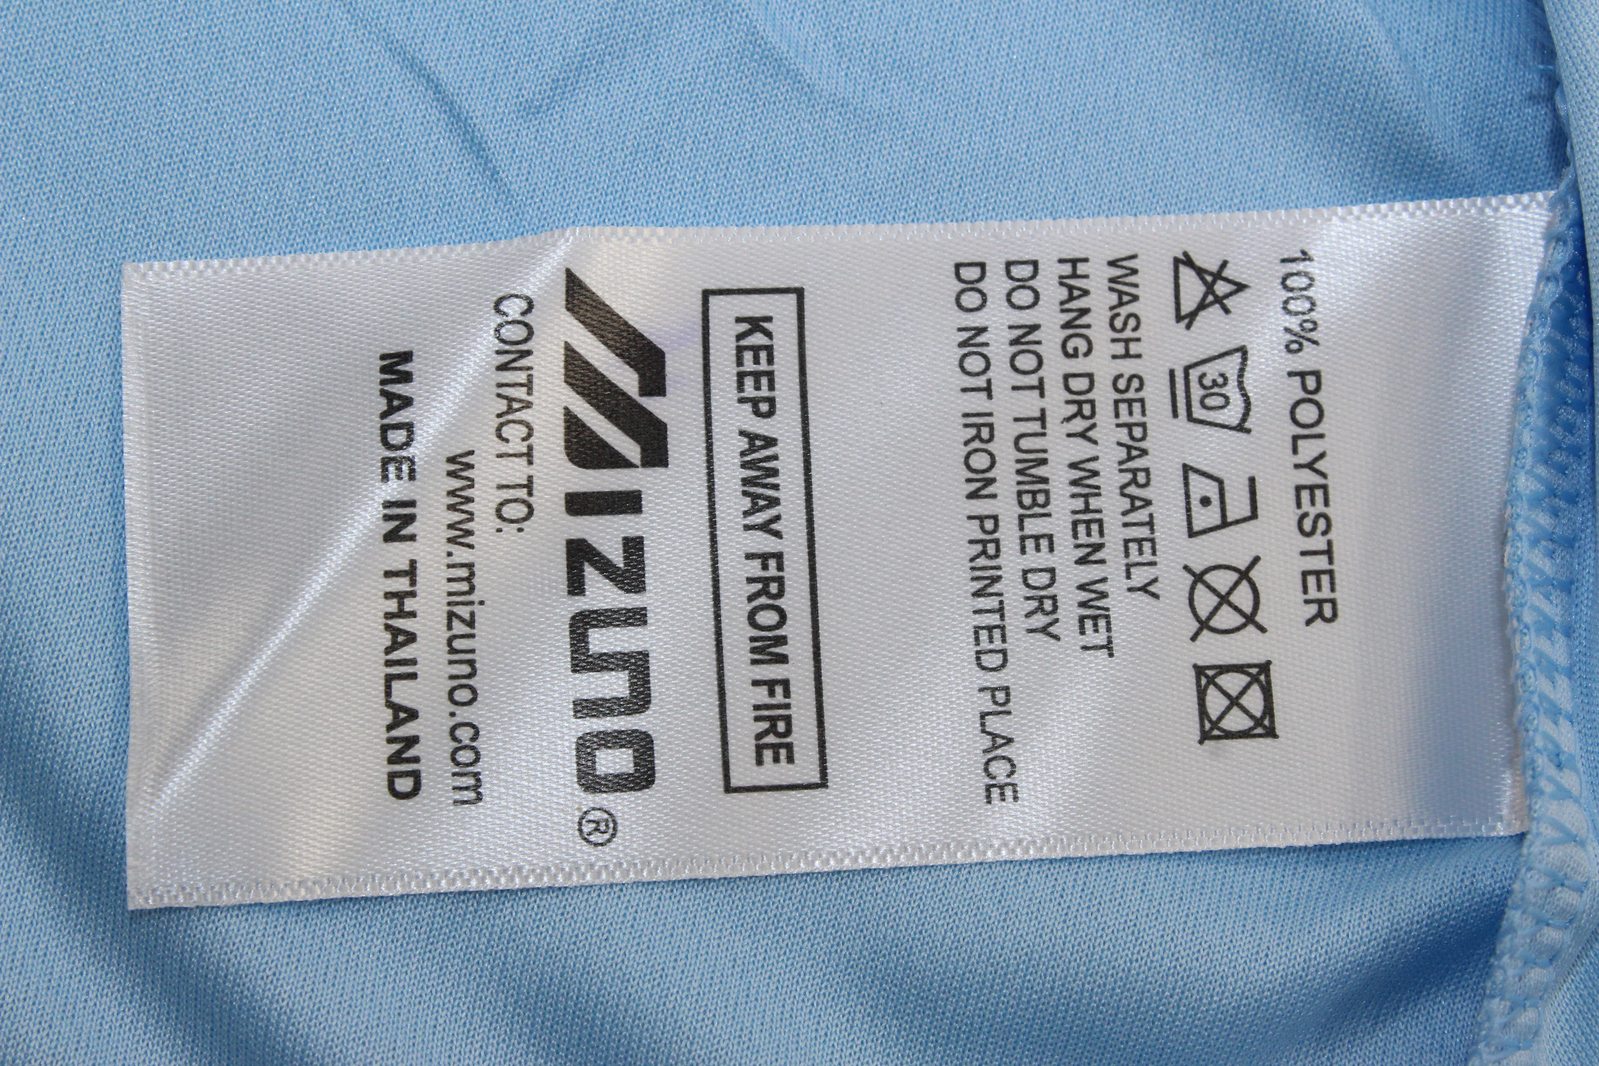 100% POLYESTER
30
WASH SEPARATELY
HANG DRY WHEN WET
DO NOT TUMBLE DRY
DO NOT IRON PRINTED PLACE
KEEP AWAY FROM FIRE
MIZUNO®
CONTACT TO:
www.mizuno.com
MADE IN THAILAND